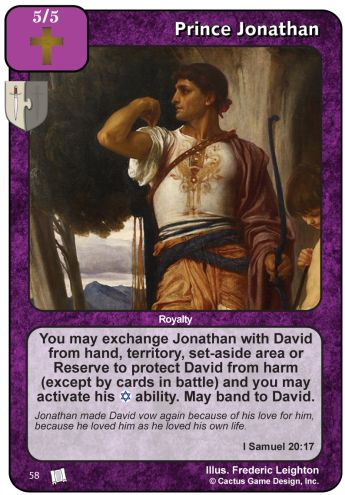 5/5
Prince Jonathan
Royalty
You may exchange Jonathan with David
from hand, territory, set-aside area or
Reserve to protect David from harm
(except by cards in battle) and you may
activate his ✡ ability. May band to David.
Jonathan made David vow again because of his love for him,
because he loved him as he loved his own life.
I Samuel 20:17
58
Illus. Frederic Leighton
© Cactus Game Design, Inc.